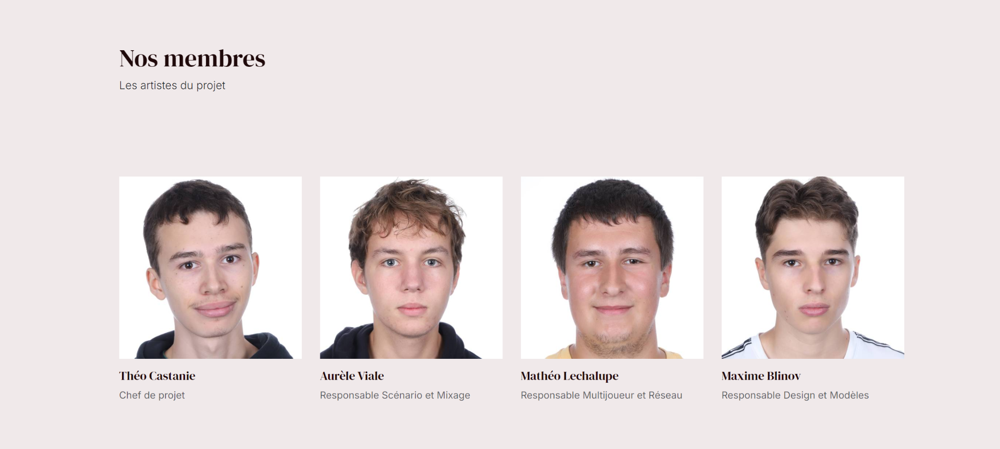 Nos membres
Les artistes du projet
Théo Castanie
Chef de projet
Aurèle Viale
Responsable Scénario et Mixage
Mathéo Lechalupe
Responsable Multijoueur et Réseau
Maxime Blinov
Responsable Design et Modèles